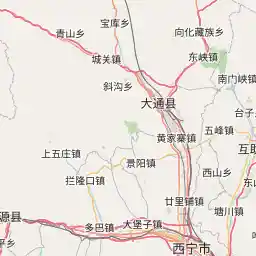 宝库乡
青山乡
向化藏族乡
城关镇
东峡镇
斜沟乡
南门峡镇
大通县
台子
五峰镇
黄家寨镇
互助
上五庄镇
景阳镇
西山乡
拦隆口镇
东山
廿里铺镇
塘川镇
源县
大堡子镇
多巴镇
西宁市